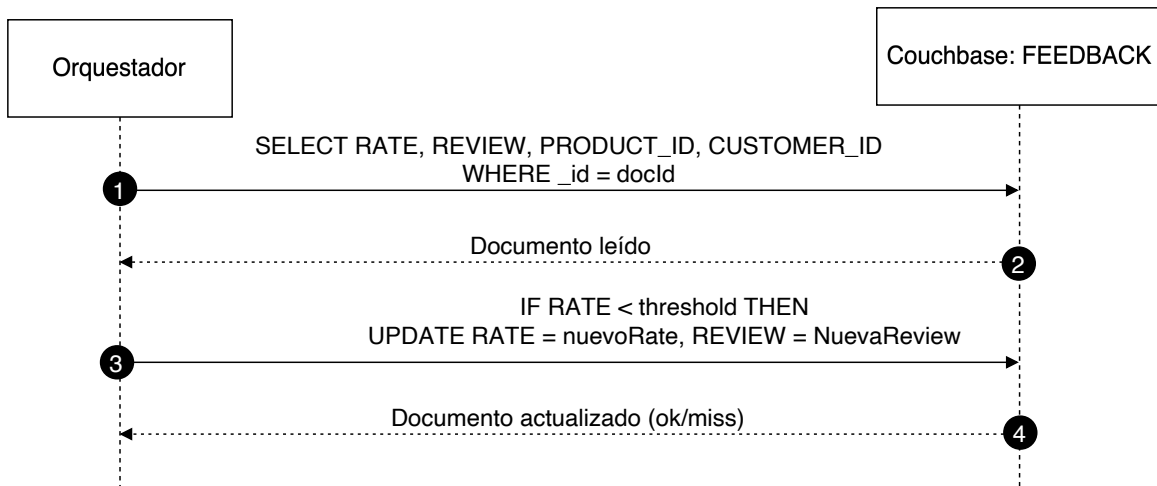 Orquestador
Couchbase: FEEDBACK
SELECT RATE, REVIEW, PRODUCT_ID, CUSTOMER_ID
WHERE _id = docId
1
Documento leído
2
IF RATE < threshold THEN
UPDATE RATE = nuevoRate, REVIEW = NuevaReview
3
Documento actualizado (ok/miss)
4